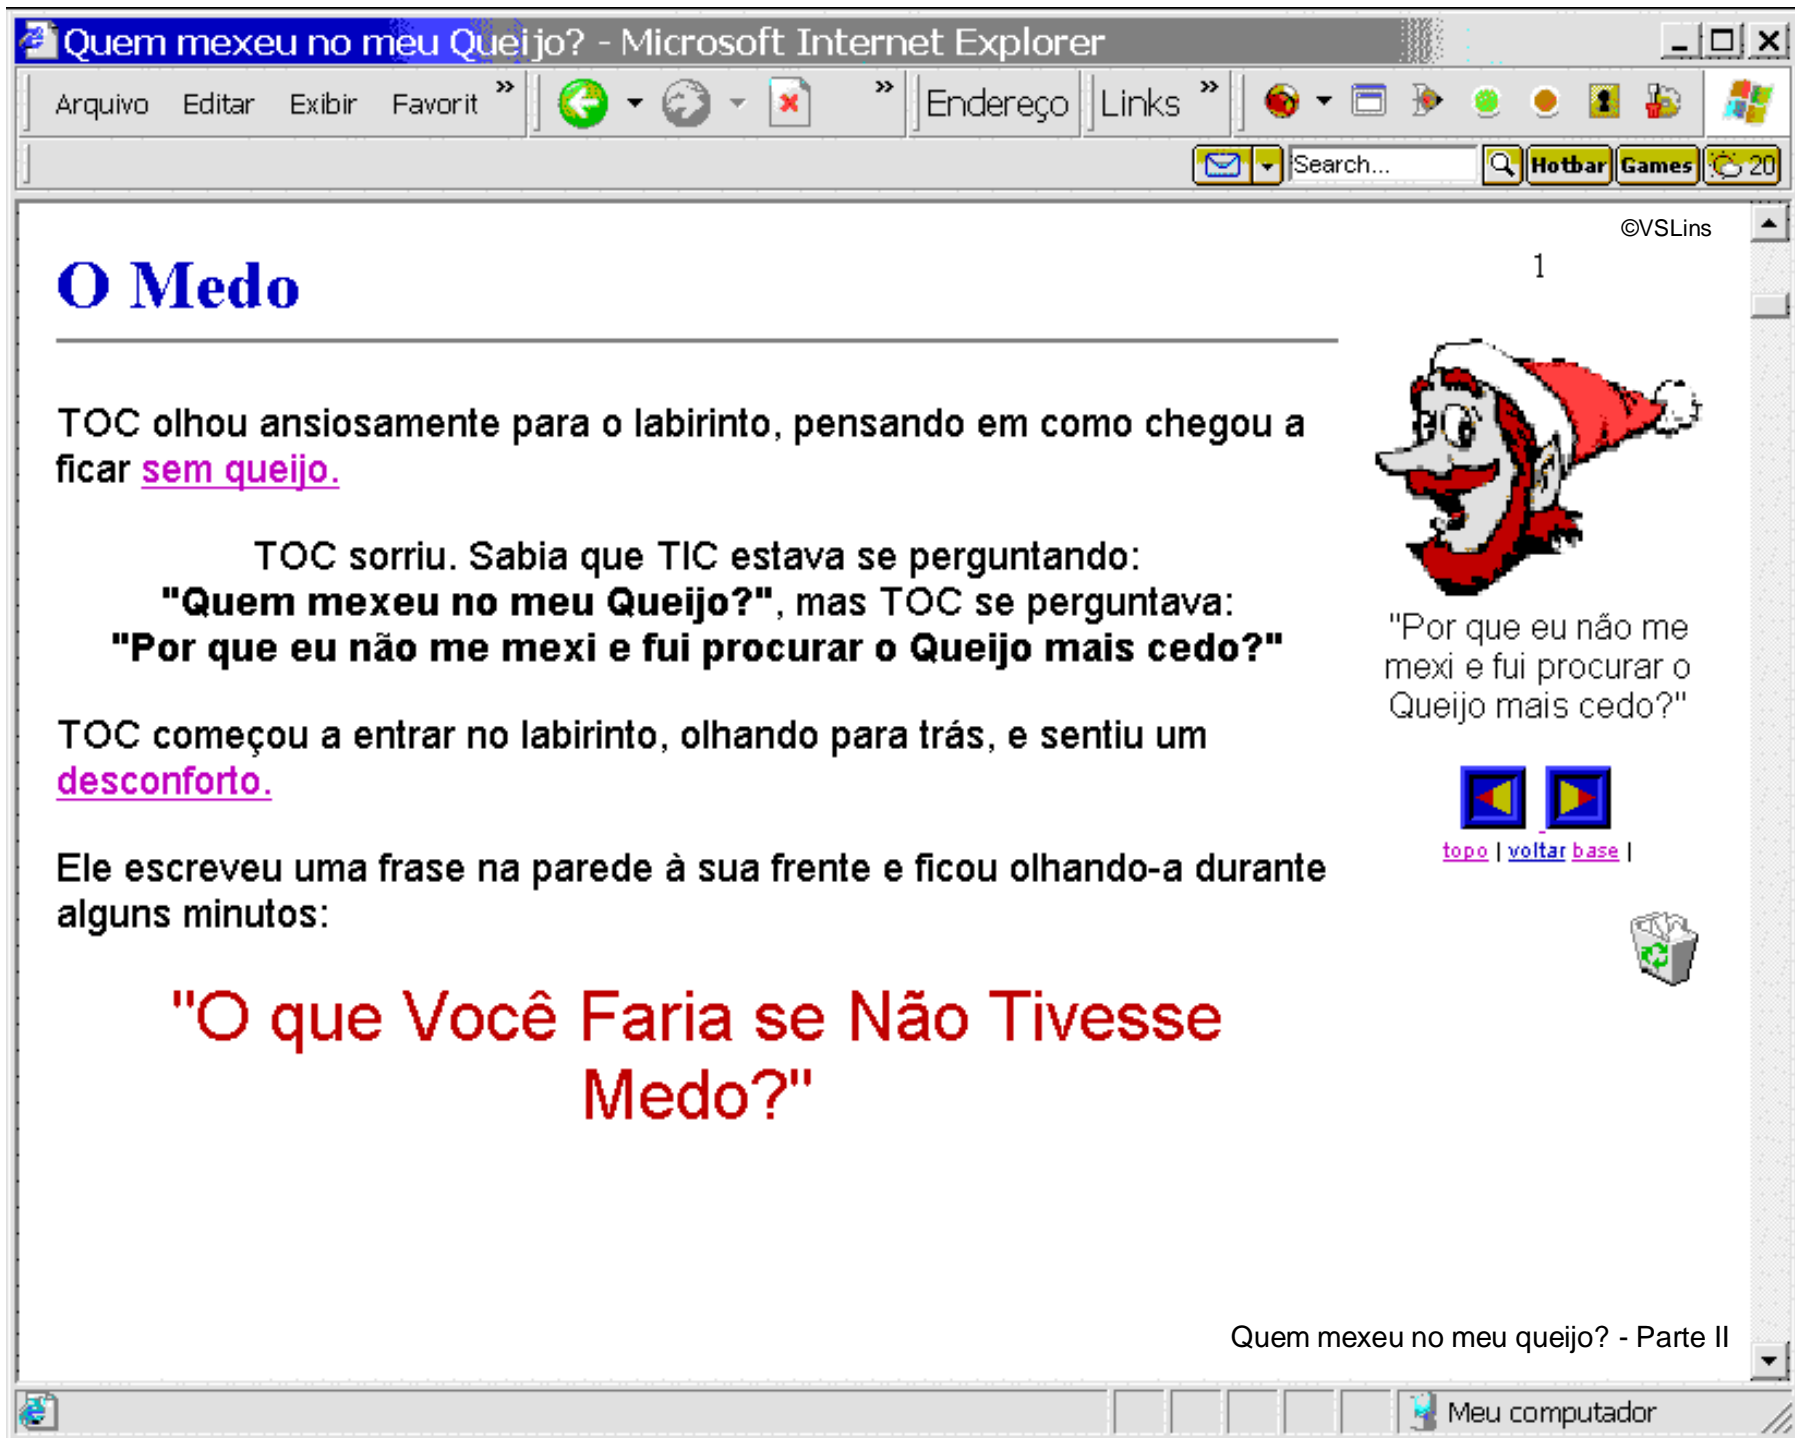 Quem mexeu no meu Queijo? - Microsoft Internet Explorer
Arquivo Editar Exibir Favorit » » Endereço Links »
Search... Hotbar Games 20
©VSLins
1
O Medo
TOC olhou ansiosamente para o labirinto, pensando em como chegou a
ficar sem queijo.
TOC sorriu. Sabia que TIC estava se perguntando:
"Quem mexeu no meu Queijo?", mas TOC se perguntava:
"Por que eu não me mexi e fui procurar o Queijo mais cedo?"
TOC começou a entrar no labirinto, olhando para trás, e sentiu um
desconforto.
Ele escreveu uma frase na parede à sua frente e ficou olhando-a durante
alguns minutos:
"O que Você Faria se Não Tivesse
Medo?"
"Por que eu não me
mexi e fui procurar o
Queijo mais cedo?"
topo | voltar base |
Quem mexeu no meu queijo? - Parte II
Meu computador